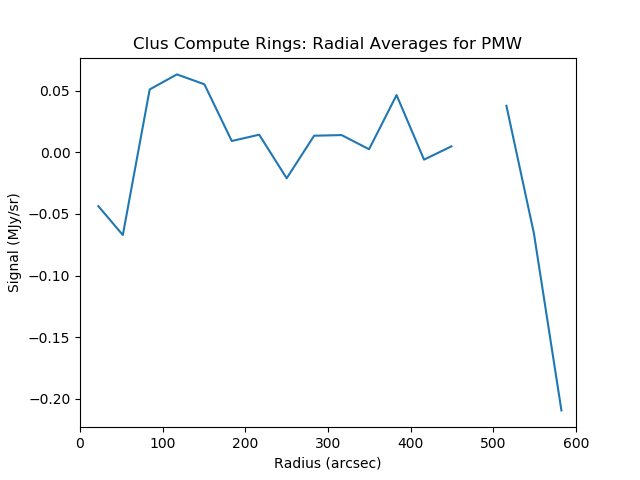 Clus Compute Rings: Radial Averages for PMW
0.05
0.00
−0.05
−0.10
−0.15
−0.20
Signal (MJy/sr)
0 100 200 300 400 500 600
Radius (arcsec)